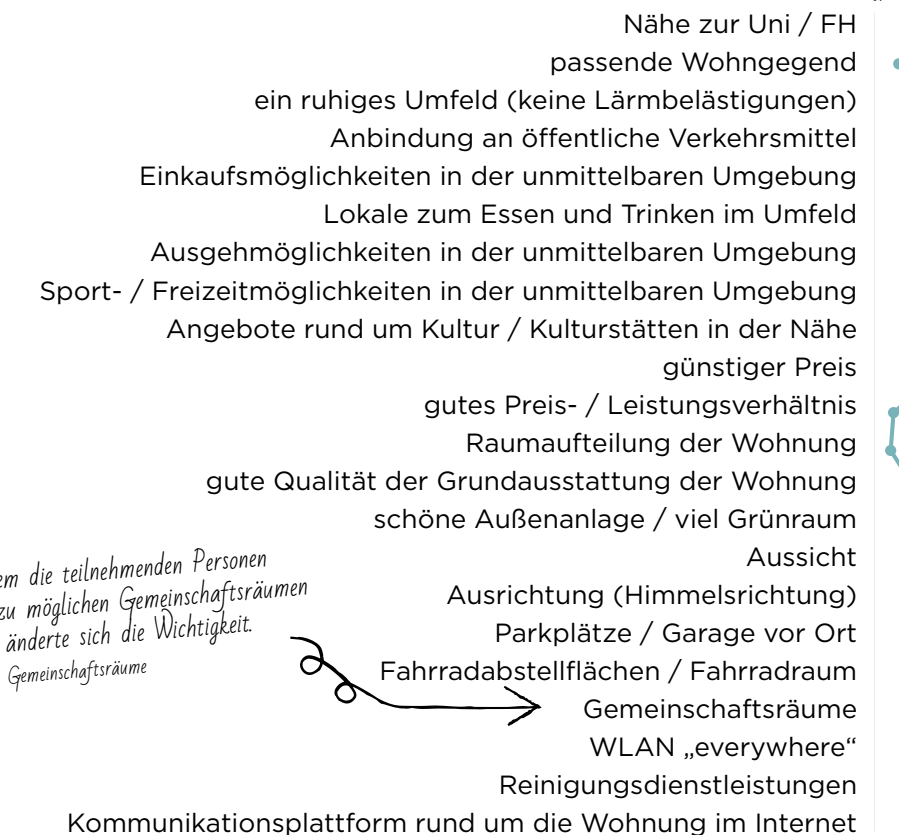 Nähe zur Uni / FH
passende Wohngegend
ein ruhiges Umfeld (keine Lärmbelästigungen)
Anbindung an öffentliche Verkehrsmittel
Einkaufsmöglichkeiten in der unmittelbaren Umgebung
Lokale zum Essen und Trinken im Umfeld
Ausgehmöglichkeiten in der unmittelbaren Umgebung
Sport- / Freizeitmöglichkeiten in der unmittelbaren Umgebung
Angebote rund um Kultur / Kulturstätten in der Nähe
günstiger Preis
gutes Preis- / Leistungsverhältnis
Raumaufteilung der Wohnung
gute Qualität der Grundausstattung der Wohnung
schöne Außenanlage / viel Grünraum
Aussicht
Ausrichtung (Himmelsrichtung)
Parkplätze / Garage vor Ort
Fahrradabstellflächen / Fahrradraum
Gemeinschaftsräume
WLAN „everywhere“
Reinigungsdienstleistungen
Kommunikationsplattform rund um die Wohnung im Internet
die teilnehmenden Personen
zu möglichen Gemeinschaftsräumen
änderte sich die Wichtigkeit.
Gemeinschaftsräume